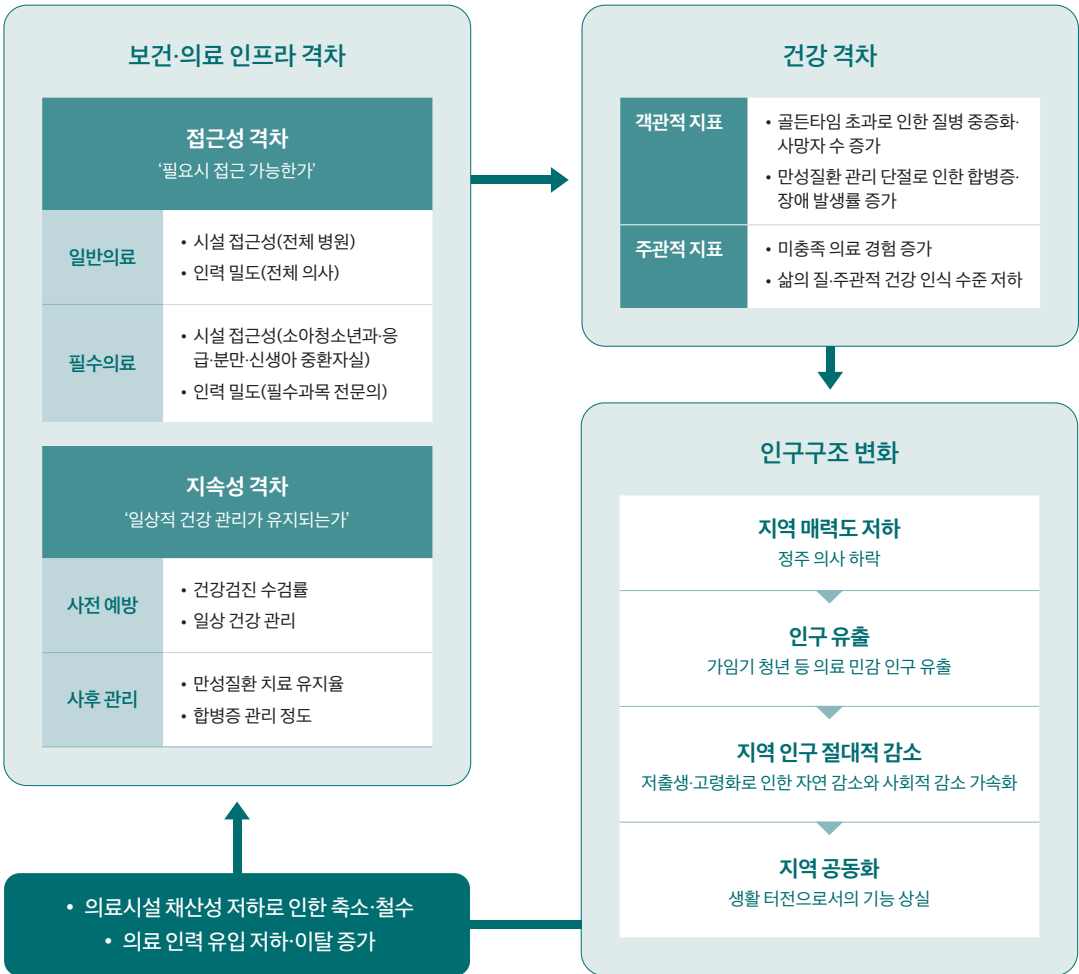 보건·의료 인프라 격차
접근성 격차
‘필요시 접근 가능한가’
일반의료
• 시설 접근성(전체 병원)
• 인력 밀도(전체 의사)
필수의료
• 시설 접근성(소아청소년과·응
급·분만·신생아 중환자실)
• 인력 밀도(필수과목 전문의)
지속성 격차
‘일상적 건강 관리가 유지되는가’
사전 예방
• 건강검진 수검률
• 일상 건강 관리
사후 관리
• 만성질환 치료 유지율
• 합병증 관리 정도
건강 격차
객관적 지표
• 골든타임 초과로 인한 질병 중증화·
사망자 수 증가
• 만성질환 관리 단절로 인한 합병증·
장애 발생률 증가
주관적 지표
• 미충족 의료 경험 증가
• 삶의 질·주관적 건강 인식 수준 저하
인구구조 변화
지역 매력도 저하
정주 의사 하락
인구 유출
가임기 청년 등 의료 민감 인구 유출
지역 인구 절대적 감소
저출생·고령화로 인한 자연 감소와 사회적 감소 가속화
지역 공동화
생활 터전으로서의 기능 상실
• 의료시설 채산성 저하로 인한 축소·철수
• 의료 인력 유입 저하·이탈 증가